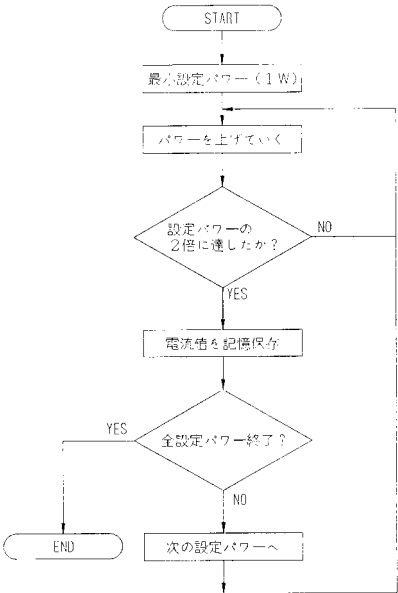 START
最小設定パワー(1W)
パワーを上げていく
設定パワーの
2倍に達したか?
NO
YES
電流値を記憶保存
YES
全設定パワー終了?
NO
END
次の設定パワーへ